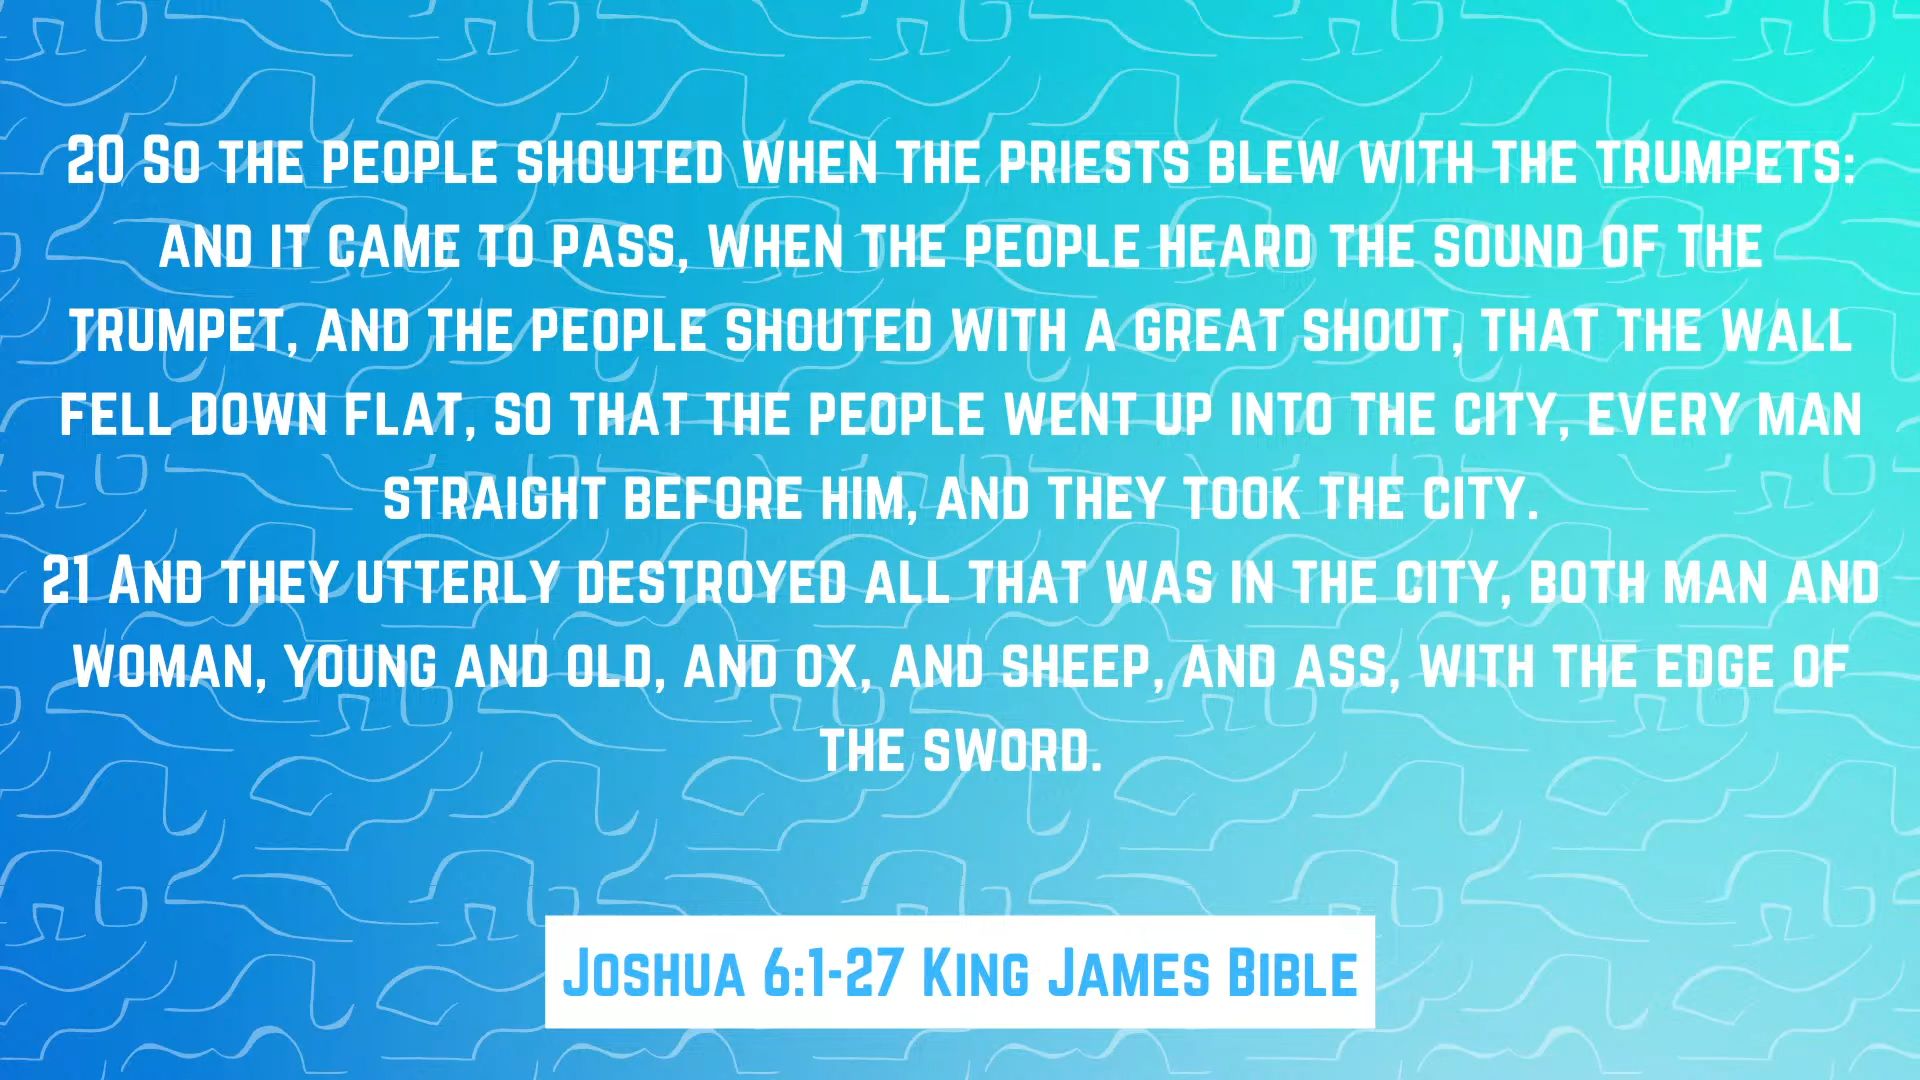 20 So the people shouted when the priests blew with the trumpets:
and it came to pass, when the people heard the sound of the
trumpet, and the people shouted with a great shout, that the wall
fell down flat, so that the people went up into the city, every man
straight before him, and they took the city.
21 And they utterly destroyed all that was in the city, both man and
woman, young and old, and ox, and sheep, and ass, with the edge of
the sword.
Joshua 6:1-27 King James Bible